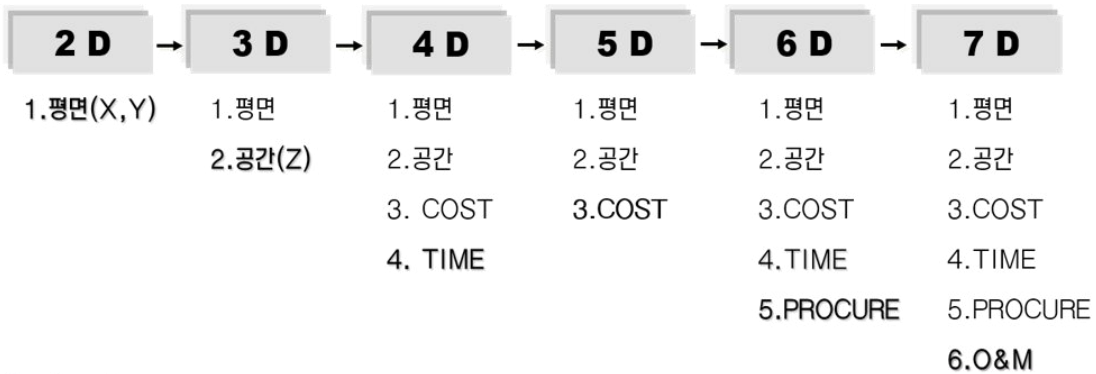 2 D → 3 D → 4 D → 5 D → 6 D → 7 D
1.평면(X,Y)
1.평면
2.공간(Z)
1.평면
2.공간
3. COST
4. TIME
1.평면
2.공간
3.COST
1.평면
2.공간
3.COST
4.TIME
5.PROCURE
1.평면
2.공간
3.COST
4.TIME
5.PROCURE
6.O&M